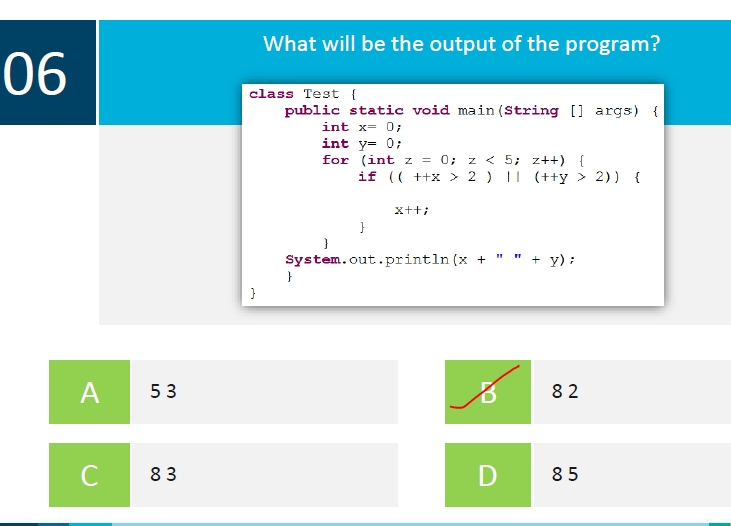 06
What will be the output of the program?
class Test {
public static void main(String [] args) {
int x= 0;
int y= 0;
for (int z = 0; z < 5; z++) {
if (( ++x > 2 ) || (++y > 2)) {
x++;
}
}
System.out.println(x + " " + y);
}
}
A 5 3
B 8 2
C 8 3
D 8 5